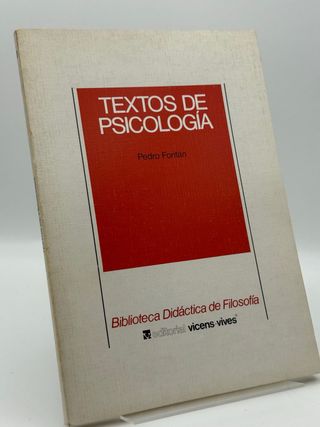 TEXTOS DE
PSICOLOGÍA
Pedro Fontan
Biblioteca Didáctica de Filosofía
editorial vicens-vives